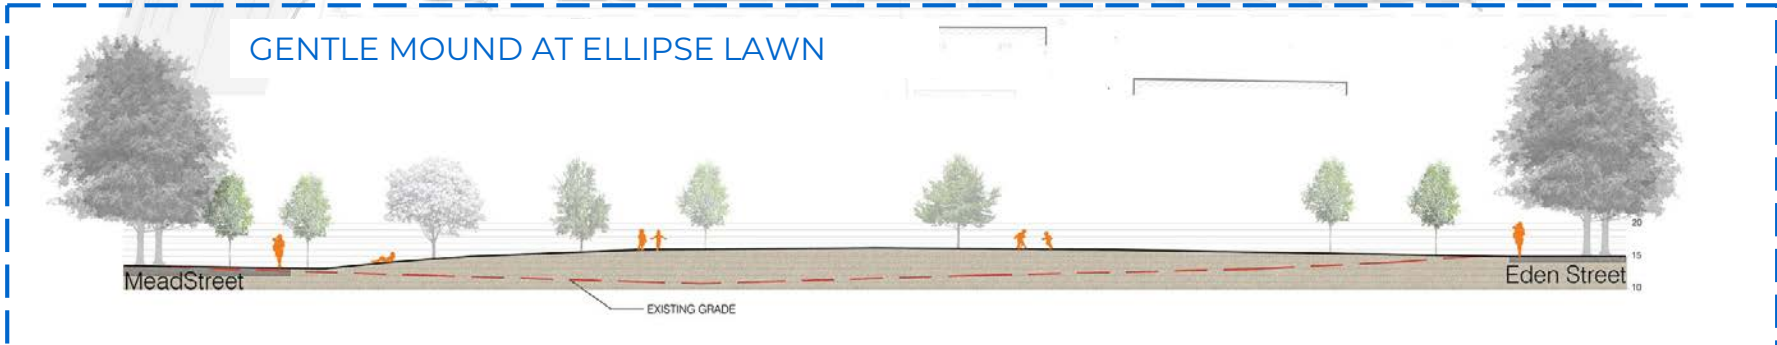 GENTLE MOUND AT ELLIPSE LAWN
20
15
MeadStreet
Eden Street
10
EXISTING GRADE